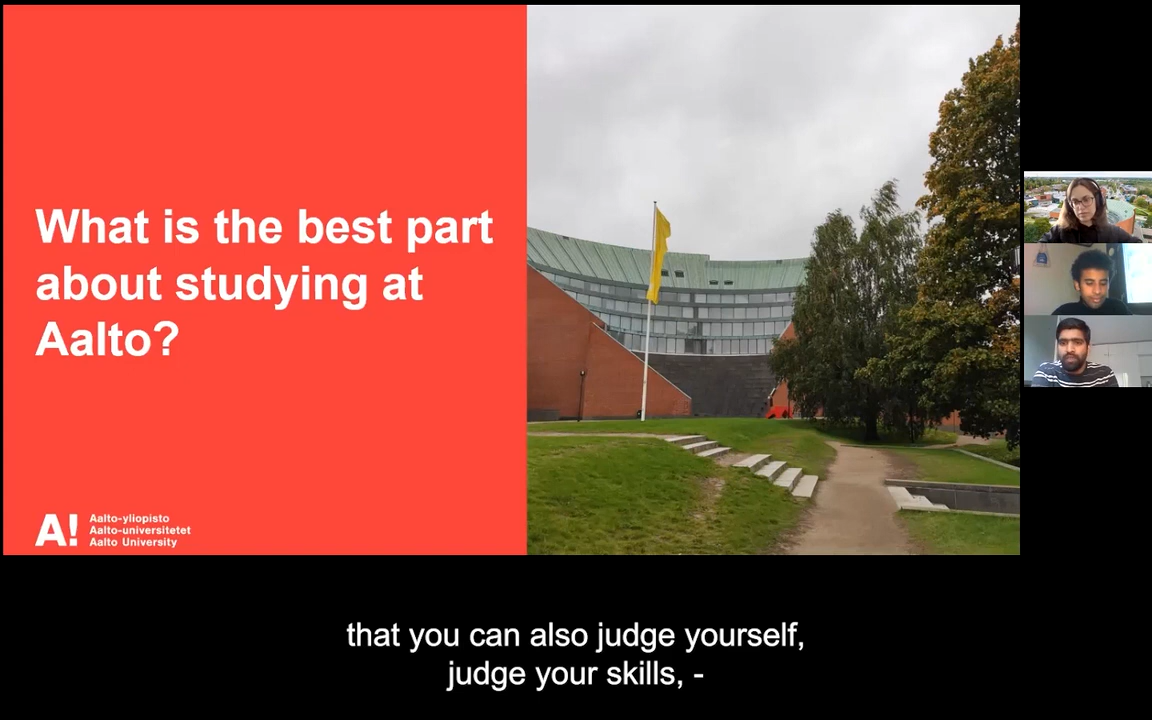 What is the best part
about studying at
Aalto?
A!
Aalto-yliopisto
Aalto-universitetet
Aalto University
that you can also judge yourself,
judge your skills, -